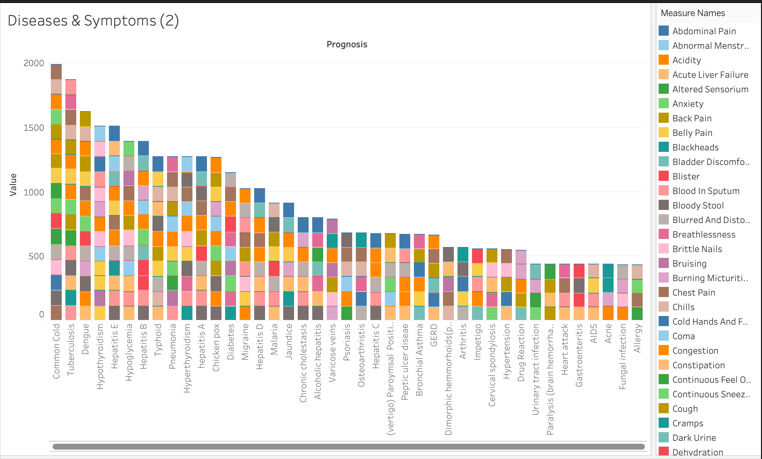 Diseases & Symptoms (2)
Prognosis
Value
2000
1500
1000
500
0
Common Cold
Tuberculosis
Dengue
Hypothyroidism
Hepatitis E
Hypoglycemia
Hepatitis B
Typhoid
Pneumonia
Hyperthyroidism
hepatitis A
Chicken pox
Diabetes
Migraine
Hepatitis D
Malaria
Jaundice
Chronic cholestasis
Alcoholic hepatitis
Varicose veins
Psoriasis
Osteoarthristis
Hepatitis C
(vertigo) Paroymsal Positi..
Peptic ulcer diseae
Bronchial Asthma
GERD
Dimorphic hemmorhoids(p..
Arthritis
Impetigo
Cervical spondylosis
Hypertension
Drug Reaction
Urinary tract infection
Paralysis (brain hemorrha..
Heart attack
Gastroenteritis
AIDS
Acne
Fungal infection
Allergy
Measure Names
Abdominal Pain
Abnormal Menstr..
Acidity
Acute Liver Failure
Altered Sensorium
Anxiety
Back Pain
Belly Pain
Blackheads
Bladder Discomfo..
Blister
Blood In Sputum
Bloody Stool
Blurred And Disto..
Breathlessness
Brittle Nails
Bruising
Burning Micturiti..
Chest Pain
Chills
Cold Hands And F..
Coma
Congestion
Constipation
Continuous Feel O..
Continuous Sneez..
Cough
Cramps
Dark Urine
Dehydration